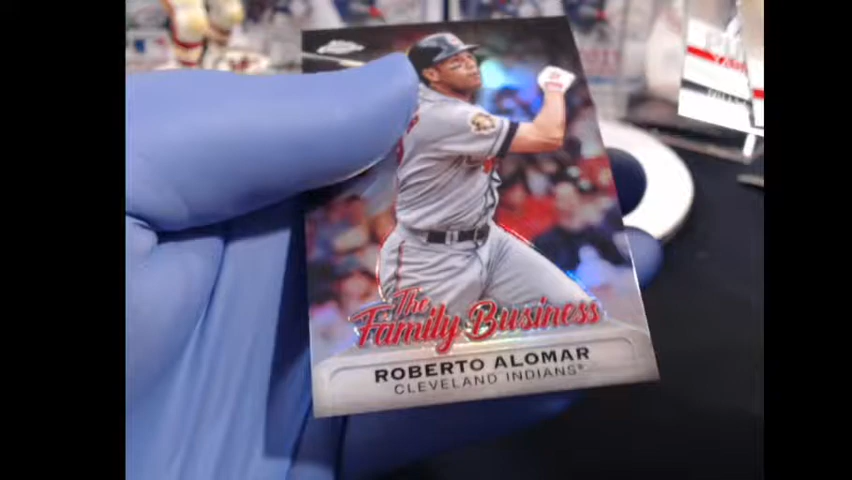 The
Family Business
ROBERTO ALOMAR
CLEVELAND INDIANS®